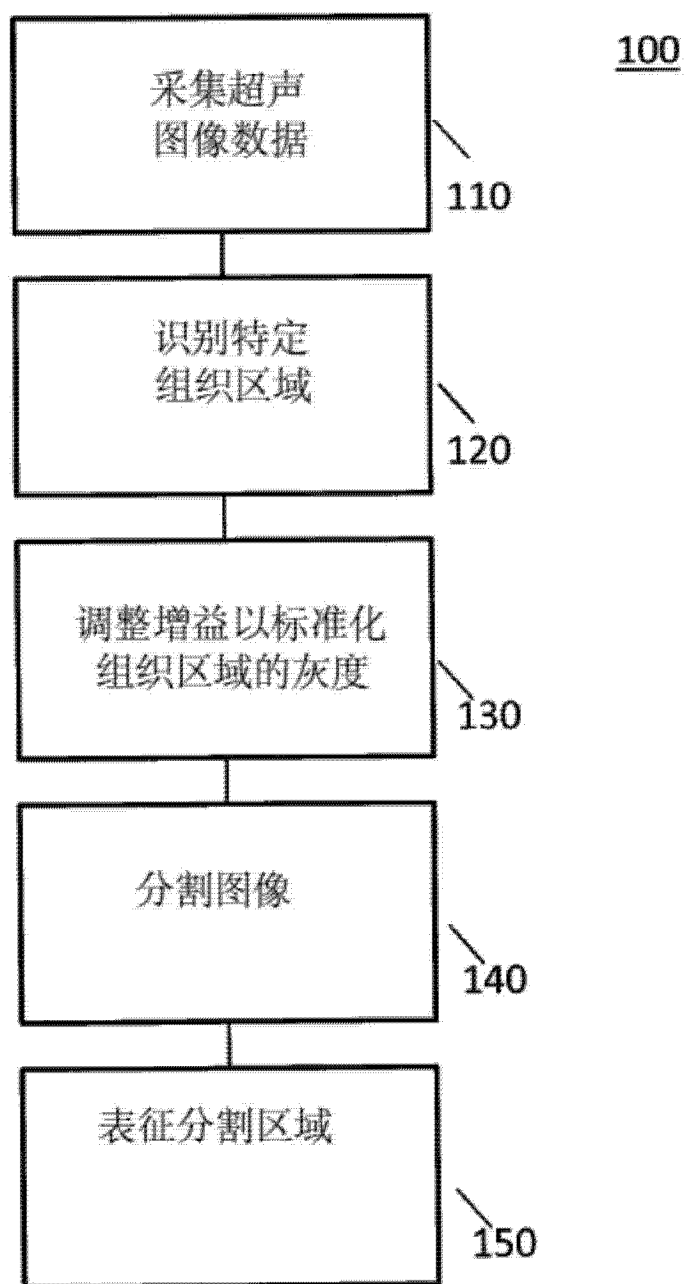 100
采集超声
图像数据
110
识别特定
组织区域
120
调整增益以标准化
组织区域的灰度
130
分割图像
140
表征分割区域
150